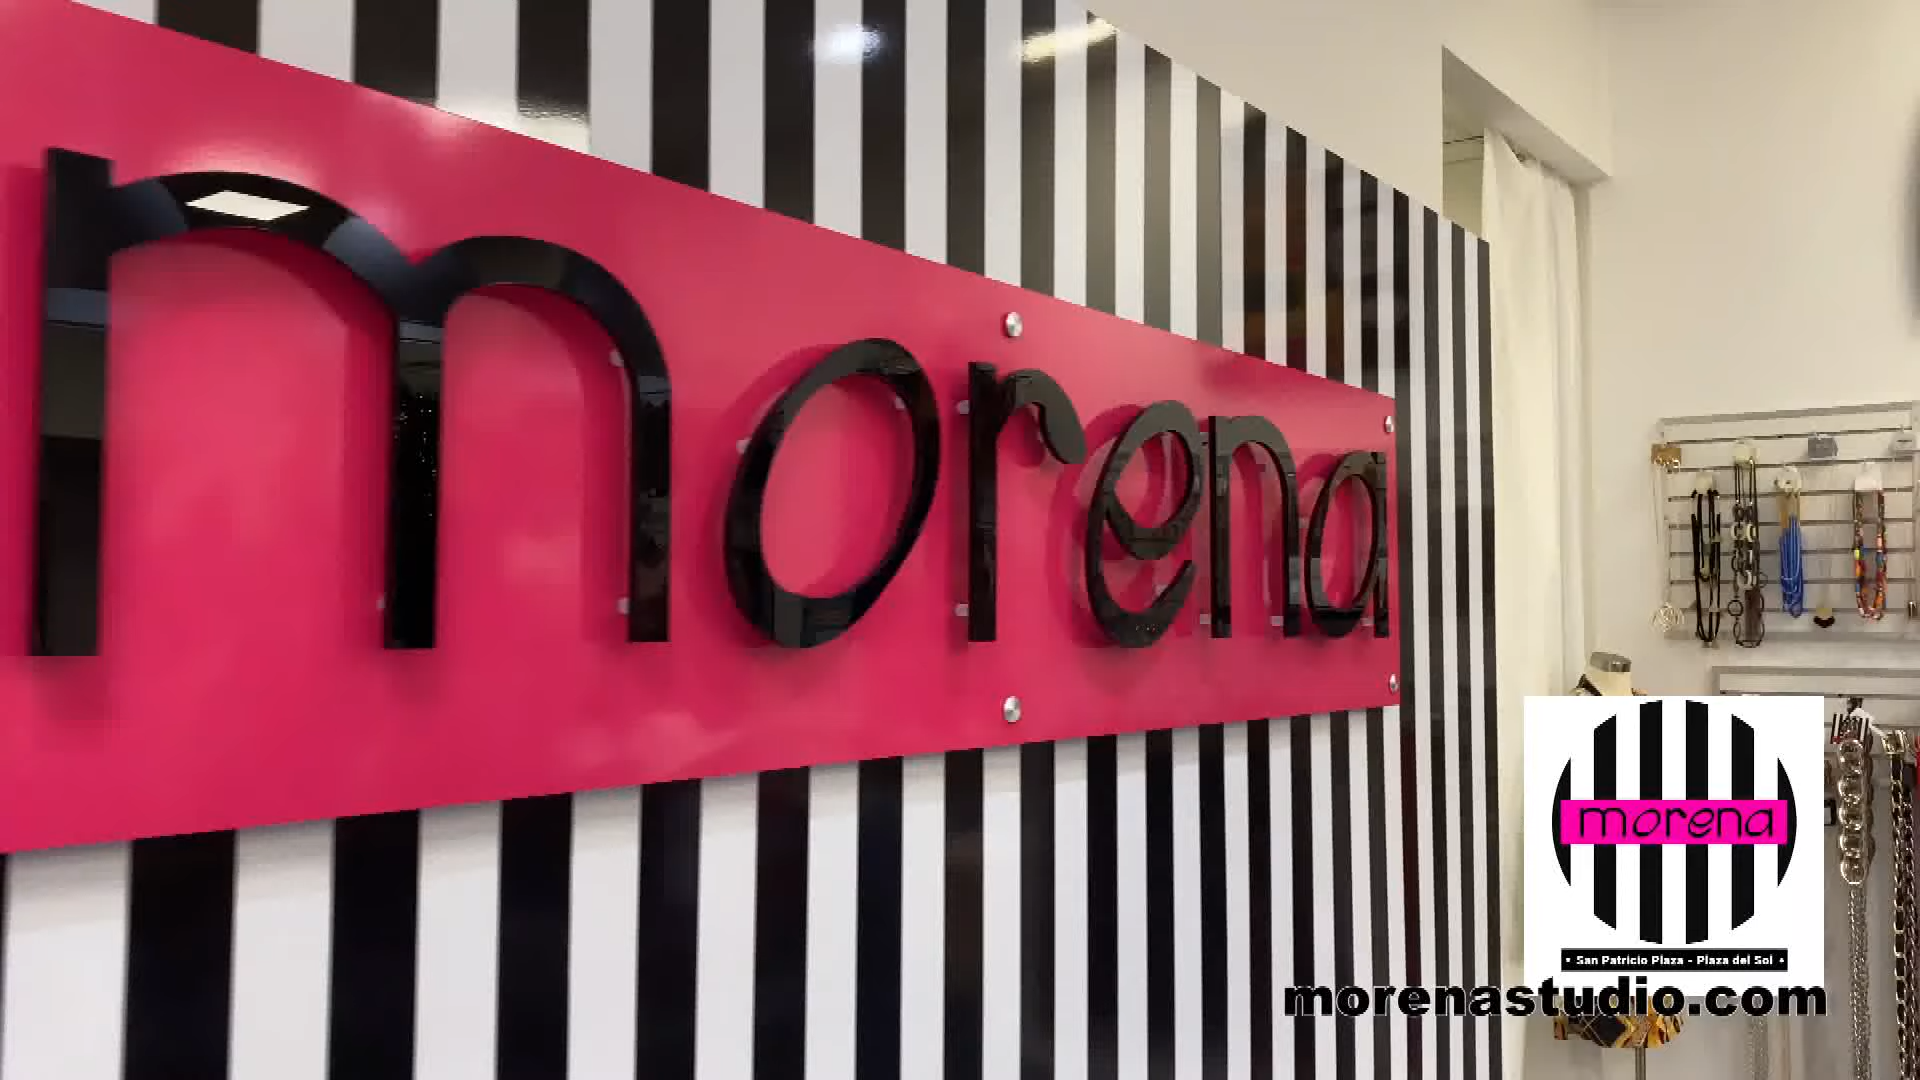 morena
morena
• San Patricio Plaza - Plaza del Sol •
morenastudio.com